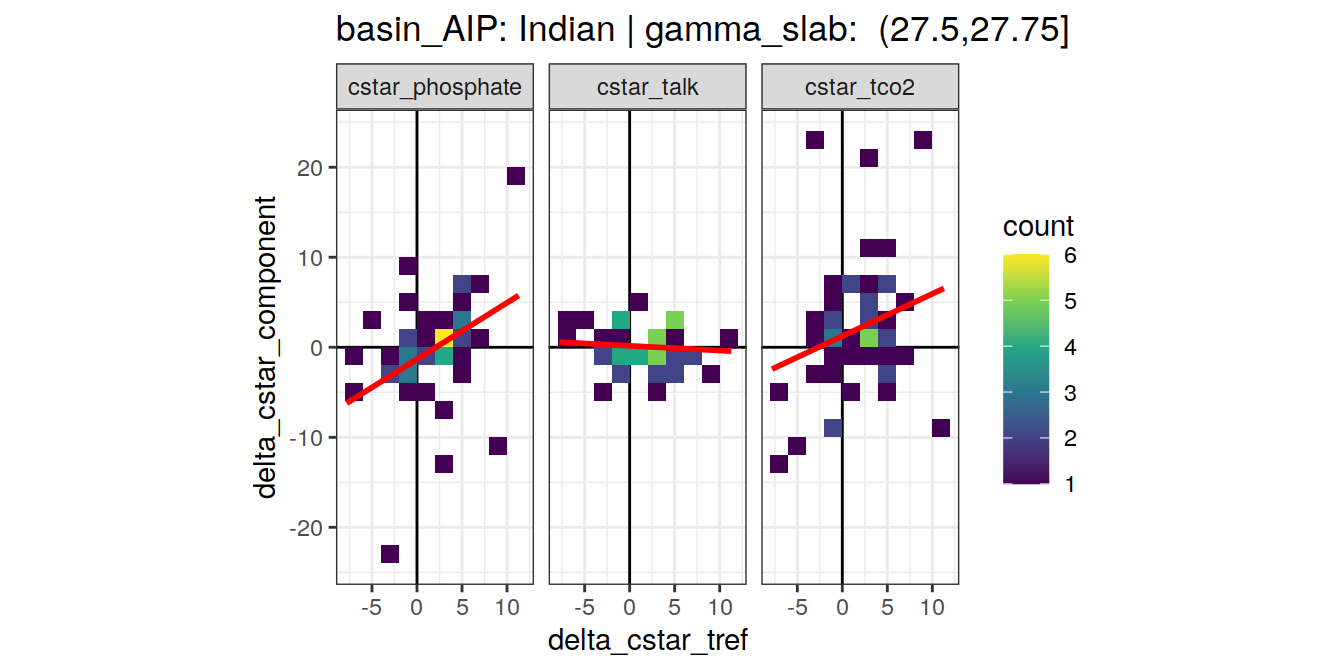 basin_AIP: Indian | gamma_slab:  (27.5,27.75]
cstar_phosphate cstar_talk cstar_tco2
delta_cstar_component
20
10
0
-10
-20
-5 0 5 10 -5 0 5 10 -5 0 5 10
delta_cstar_tref
count
6
5
4
3
2
1